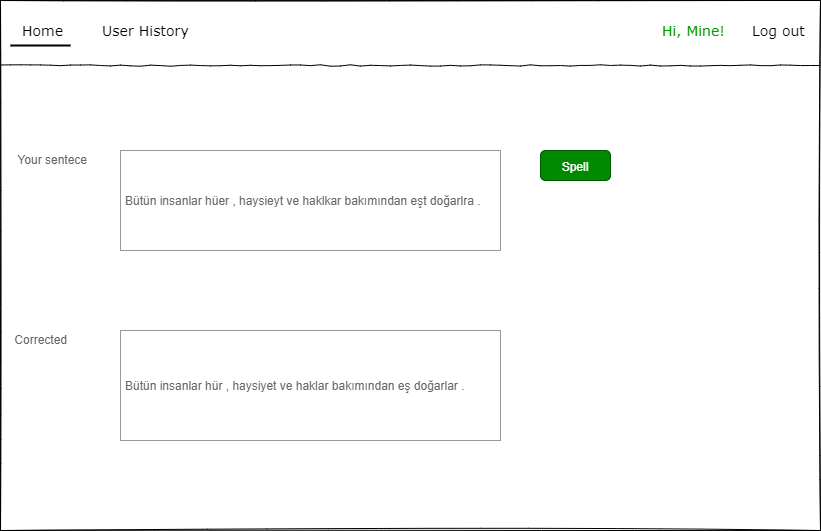 Home User History Hi, Mine! Log out
Your sentece
Bütün insanlar hüer , haysieyt ve haklkar bakımından eşt doğarlra .
Spell
Corrected
Bütün insanlar hür , haysiyet ve haklar bakımından eş doğarlar .